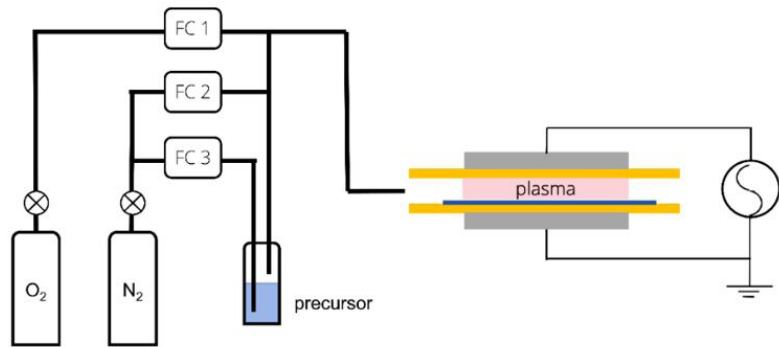 FC 1
FC 2
FC 3
plasma
O₂
N₂
precursor